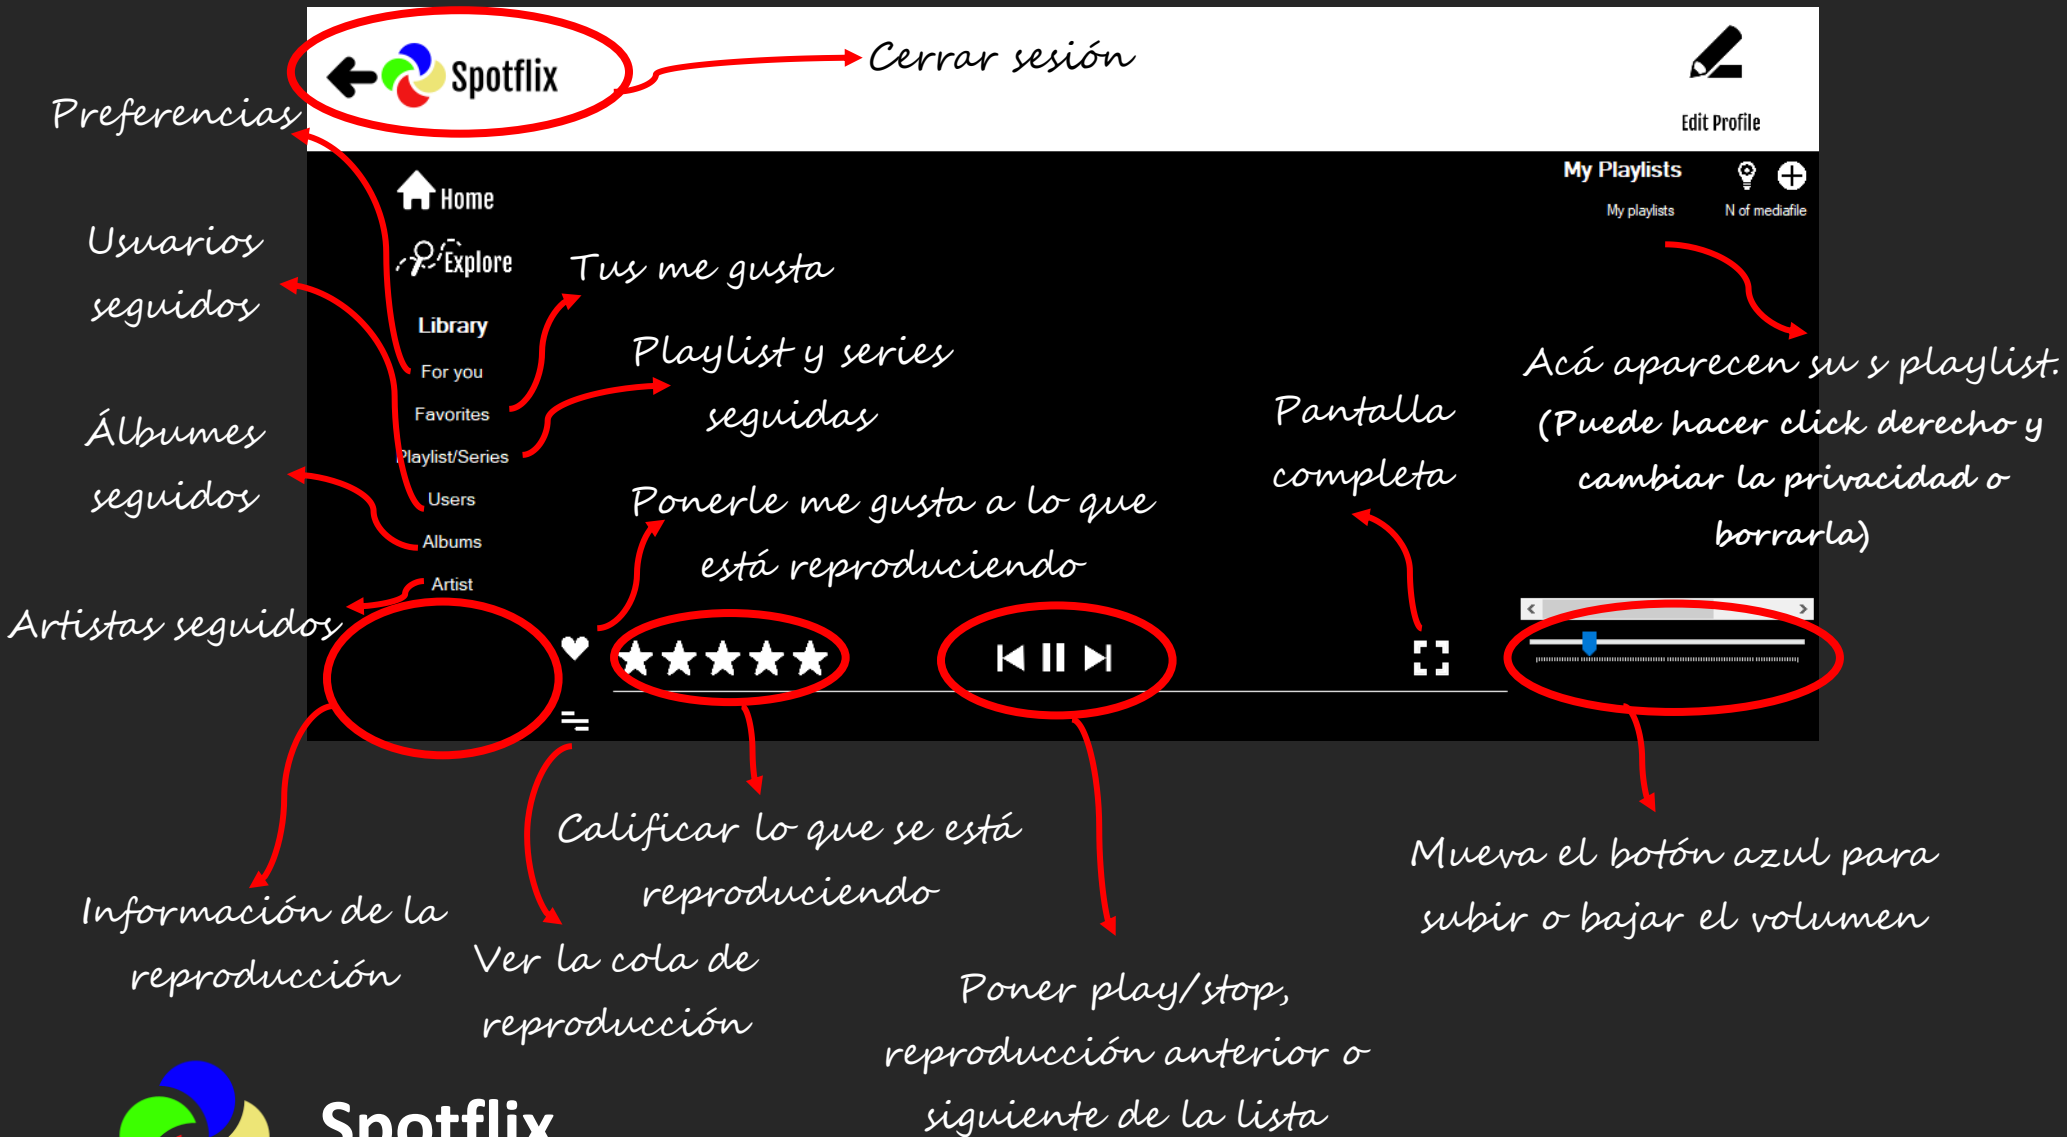 Spotflix
Cerrar sesión
Edit Profile
Preferencias
Home
My Playlists
My playlists
N of mediafile
Usuarios
seguidos
Explore
Tus me gusta
Library
For you
Favorites
Playlist/Series
Users
Albums
Artist
Playlist y series
seguidas
Acá aparecen su s playlist.
(Puede hacer click derecho y
cambiar la privacidad o
borrarla)
Álbumes
seguidos
Pantalla
completa
Ponerle me gusta a lo que
está reproduciendo
Artistas seguidos
Calificar lo que se está
reproduciendo
Mueva el botón azul para
subir o bajar el volumen
Información de la
reproducción
Ver la cola de
reproducción
Poner play/stop,
reproducción anterior o
siguiente de la lista
Spotflix